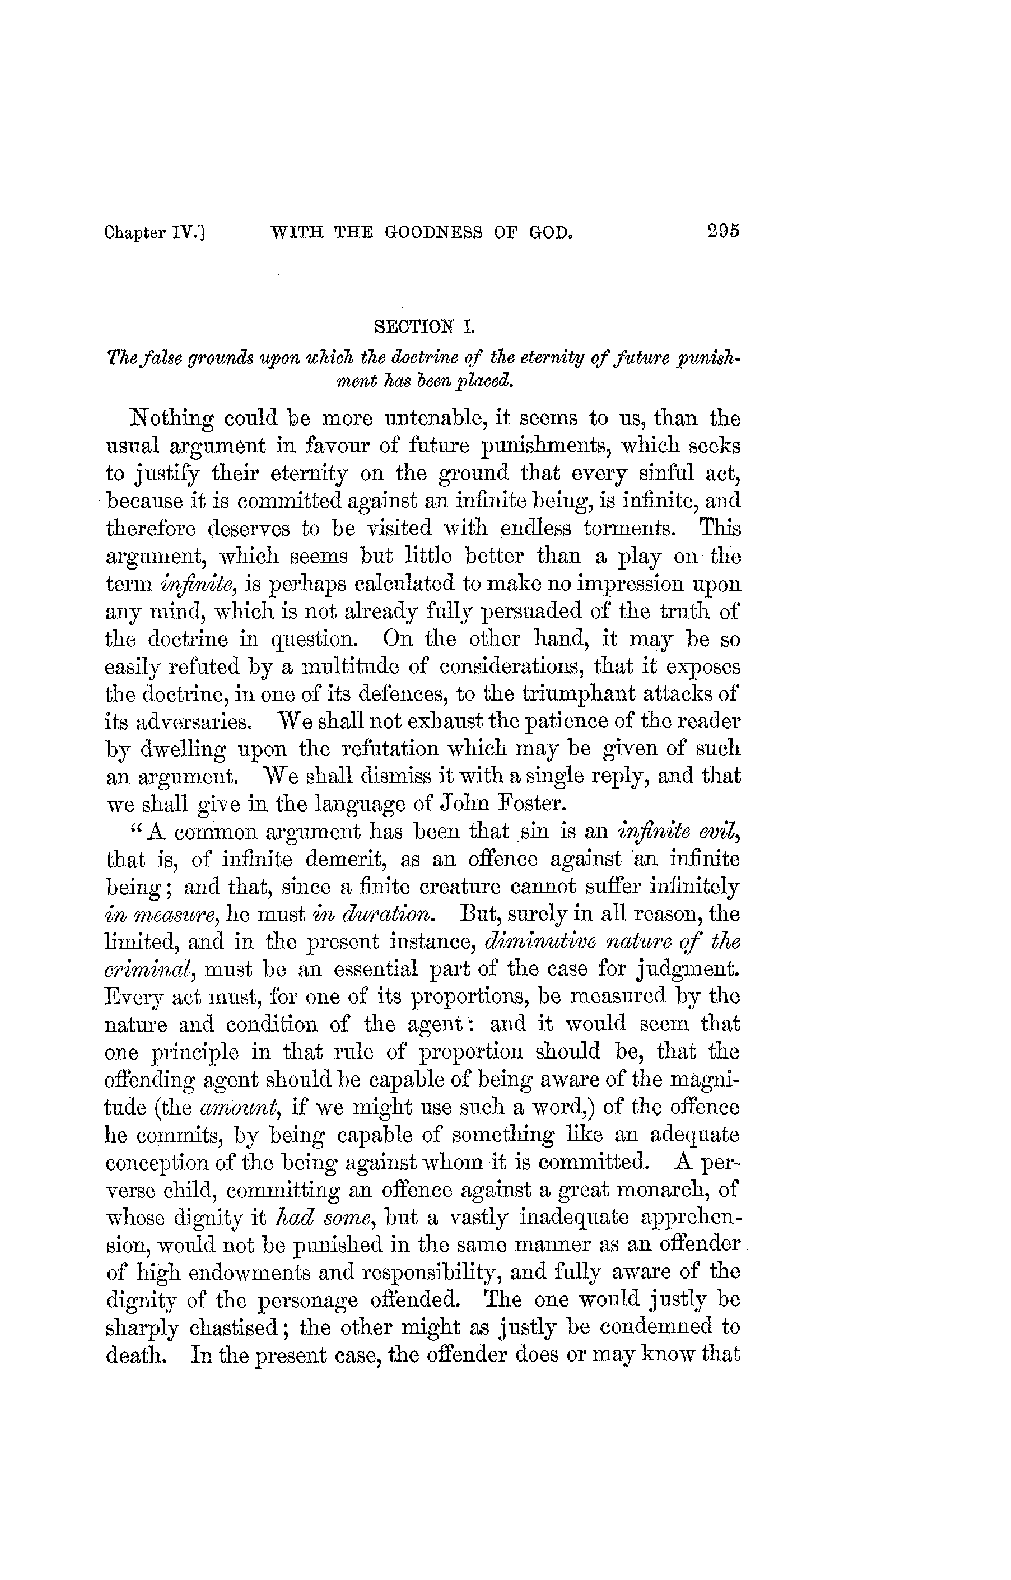 Chapter IV.] WITH THE GOODNESS OF GOD. 295
SECTION I.
The false grounds upon which the doctrine of the eternity of future punish-
ment has been placed.
Nothing could be more untenable, it seems to us, than the
usual argument in favour of future punishments, which seeks
to justify their eternity on the ground that every sinful act,
because it is committed against an infinite being, is infinite, and
therefore deserves to be visited with endless torments. This
argument, which seems but little better than a play on the
term infinite, is perhaps calculated to make no impression upon
any mind, which is not already fully persuaded of the truth of
the doctrine in question. On the other hand, it may be so
easily refuted by a multitude of considerations, that it exposes
the doctrine, in one of its defences, to the triumphant attacks of
its adversaries. We shall not exhaust the patience of the reader
by dwelling upon the refutation which may be given of such
an argument. We shall dismiss it with a single reply, and that
we shall give in the language of John Foster.
"A common argument has been that sin is an infinite evil,
that is, of infinite demerit, as an offence against an infinite
being; and that, since a finite creature cannot suffer infinitely
in measure, he must in duration. But, surely in all reason, the
limited, and in the present instance, diminutive nature of the
criminal, must be an essential part of the case for judgment.
Every act must, for one of its proportions, be measured by the
nature and condition of the agent: and it would seem that
one principle in that rule of proportion should be, that the
offending agent should be capable of being aware of the magni-
tude (the amount, if we might use such a word,) of the offence
he commits, by being capable of something like an adequate
conception of the being against whom it is committed. A per-
verse child, committing an offence against a great monarch, of
whose dignity it had some, but a vastly inadequate apprehen-
sion, would not be punished in the same manner as an offender
of high endowments and responsibility, and fully aware of the
dignity of the personage offended. The one would justly be
sharply chastised; the other might as justly be condemned to
death. In the present case, the offender does or may know that